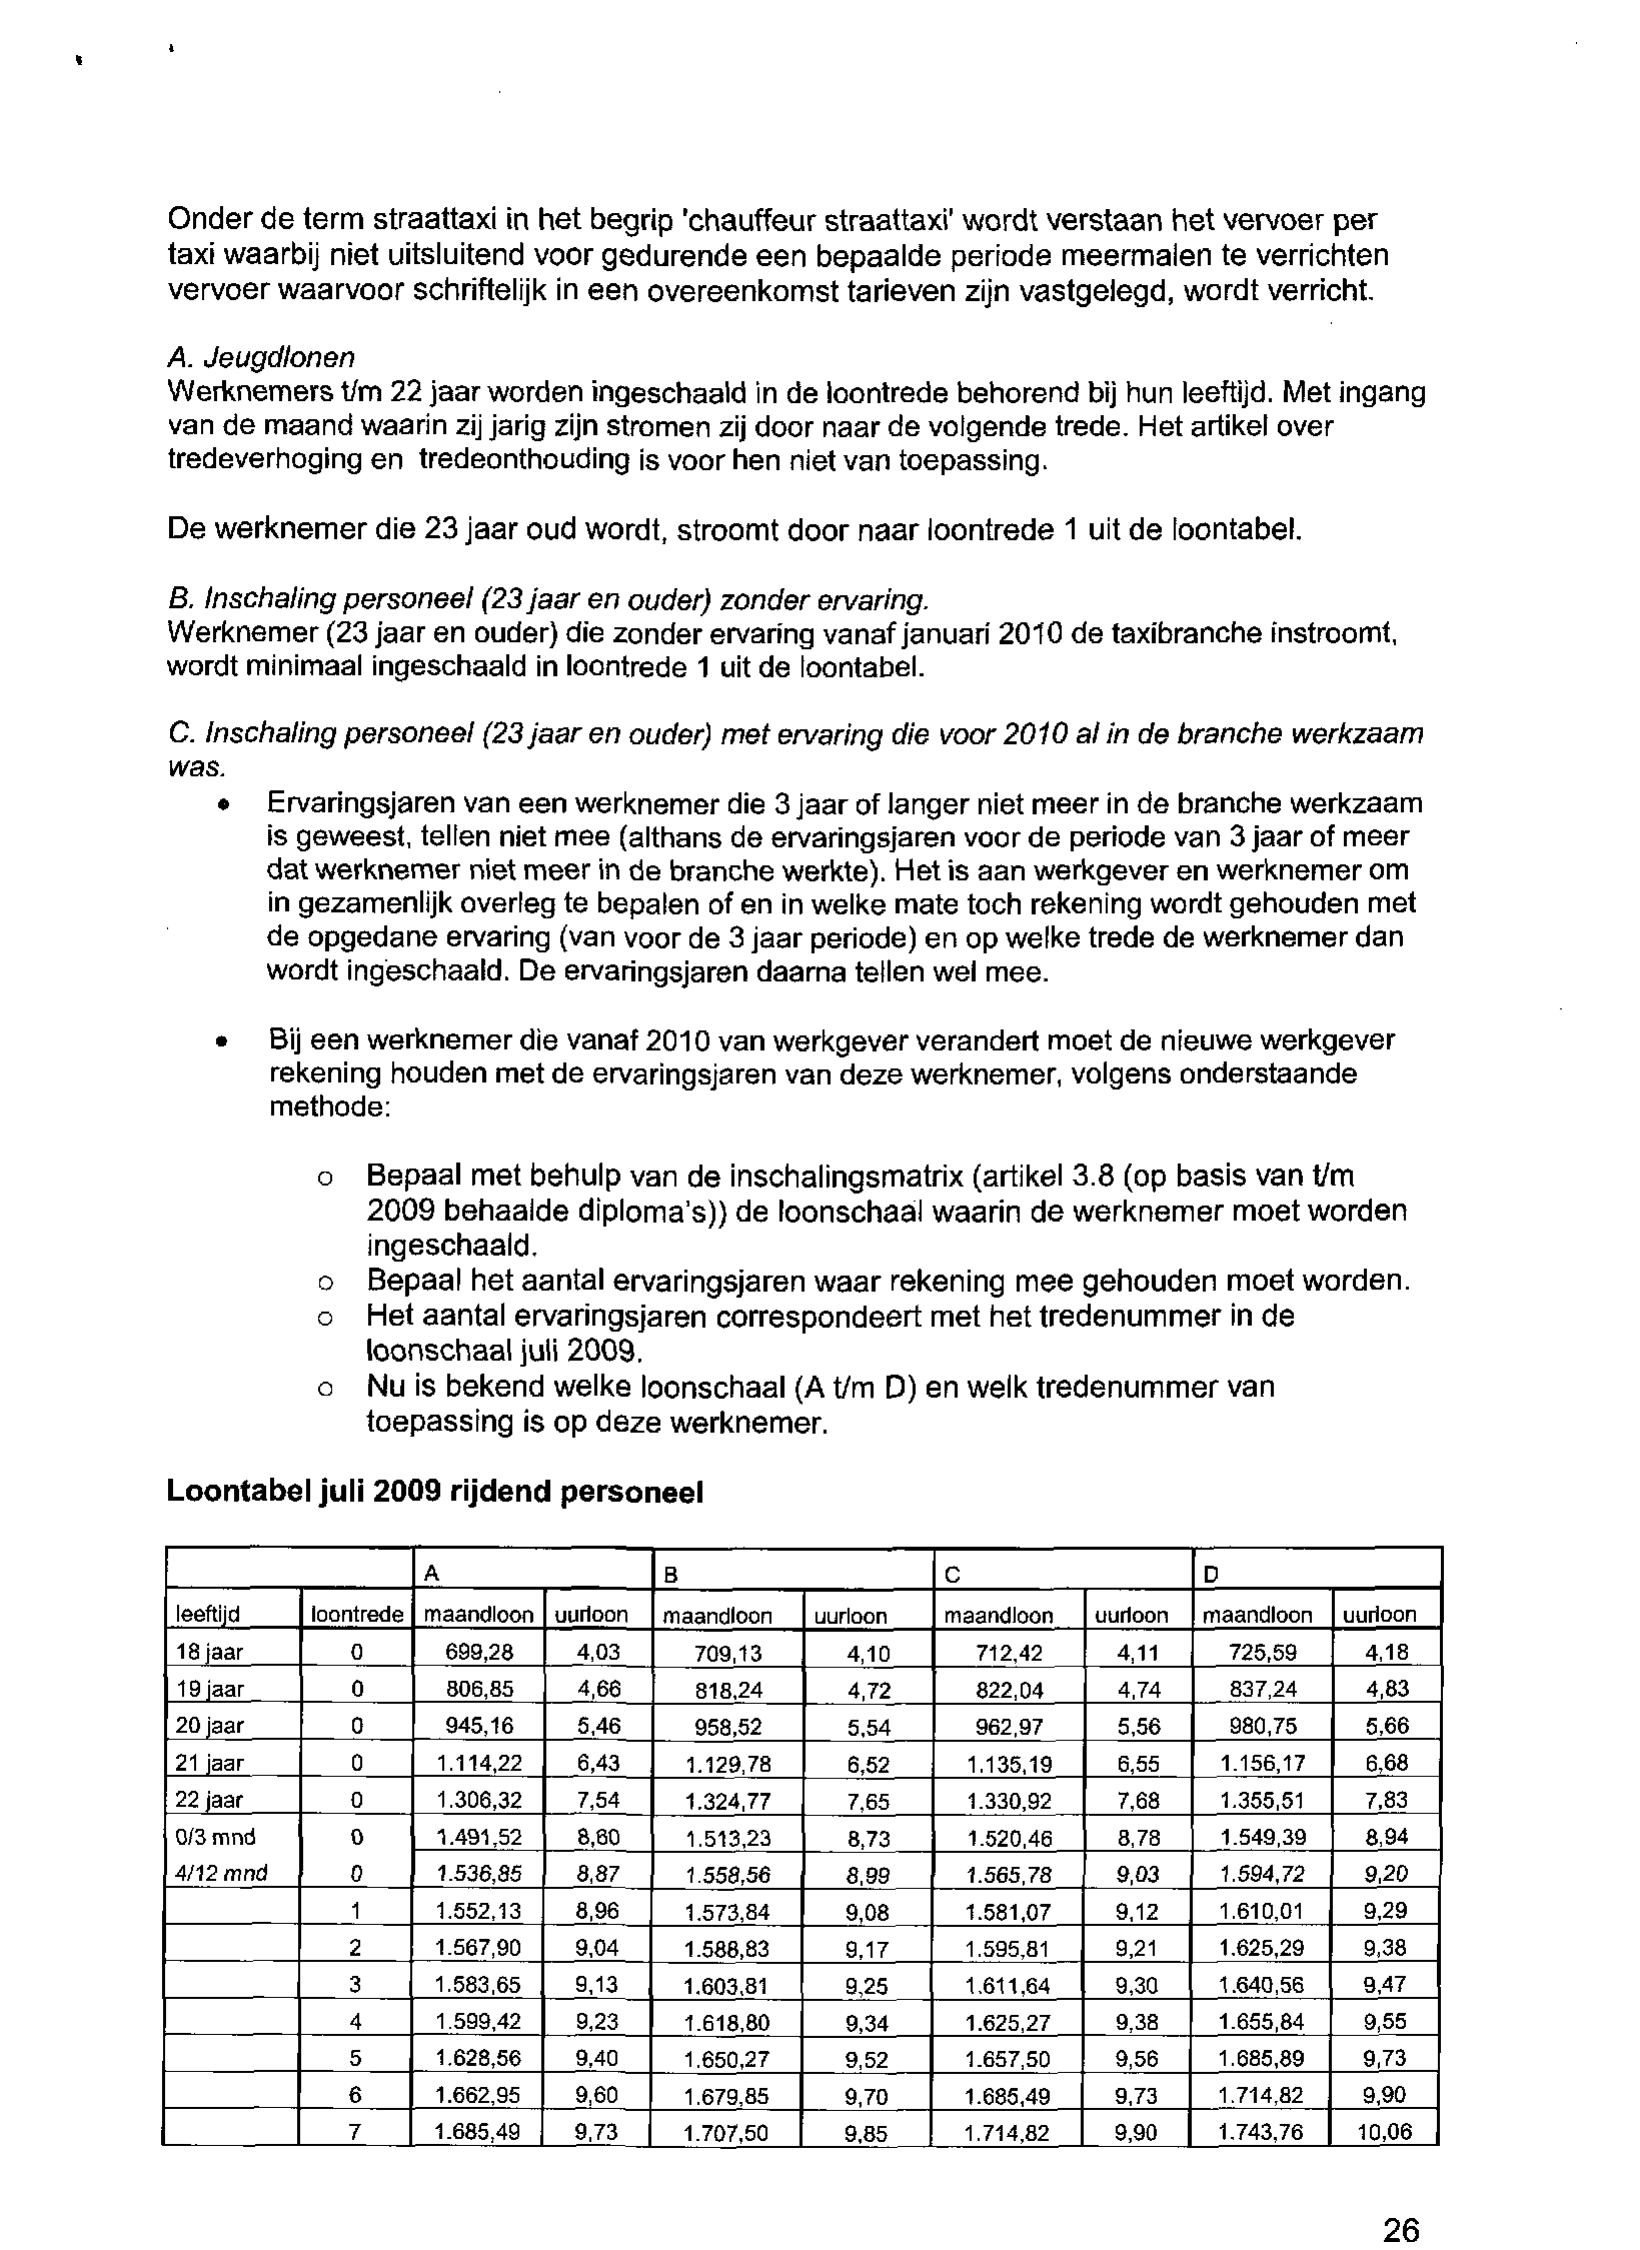 Onder de term straattaxi in het begrip 'chauffeur straattaxi' wordt verstaan het vervoer per
taxi waarbij niet uitsluitend voor gedurende een bepaalde periode meermalen te verrichten
vervoer waarvoor schriftelijk in een overeenkomst tarieven zijn vastgelegd, wordt verricht.
A. Jeugdlonen
Werknemers t/m 22 jaar worden ingeschaald in de loontrede behorend bij hun leeftijd. Met ingang
van de maand waarin zij jarig zijn stromen zij door naar de volgende trede. Het artikel over
tredeverhoging en tredeonthouding is voor hen niet van toepassing.
De werknemer die 23 jaar oud wordt, stroomt door naar loontrede 1 uit de loontabel.
B. Inschaling personeel (23 jaar en ouder) zonder ervaring.
Werknemer (23 jaar en ouder) die zonder ervaring vanaf januari 2010 de taxibranche instroomt,
wordt minimaal ingeschaald in loontrede 1 uit de loontabel.
C. Inschaling personeel (23 jaar en ouder) met ervaring die voor 2010 al in de branche werkzaam
was.
• Ervaringsjaren van een werknemer die 3 jaar of langer niet meer in de branche werkzaam
is geweest, tellen niet mee (althans de ervaringsjaren voor de periode van 3 jaar of meer
dat werknemer niet meer in de branche werkte). Het is aan werkgever en werknemer om
in gezamenlijk overleg te bepalen of en in welke mate toch rekening wordt gehouden met
de opgedane ervaring (van voor de 3 jaar periode) en op welke trede de werknemer dan
wordt ingeschaald. De ervaringsjaren daarna tellen wel mee.
• Bij een werknemer die vanaf 2010 van werkgever verandert moet de nieuwe werkgever
rekening houden met de ervaringsjaren van deze werknemer, volgens onderstaande
methode:
o Bepaal met behulp van de inschalingsmatrix (artikel 3.8 (op basis van t/m
2009 behaalde diploma's)) de loonschaal waarin de werknemer moet worden
ingeschaald.
o Bepaal het aantal ervaringsjaren waar rekening mee gehouden moet worden.
o Het aantal ervaringsjaren correspondeert met het tredenummer in de
loonschaal juli 2009.
o Nu is bekend welke loonschaal (A t/m D) en welk tredenummer van
toepassing is op deze werknemer.
Loontabel juli 2009 rijdend personeel
A B C D
leeftijd loontrede maandloon uurloon maandloon uurloon maandloon uurloon maandloon uurloon
18 jaar 0 699,28 4,03 709,13 4,10 712,42 4,11 725,59 4,18
19 jaar 0 806,85 4,66 818,24 4,72 822,04 4,74 837,24 4,83
20 jaar 0 945,16 5,46 958,52 5,54 962,97 5,56 980,75 5,66
21 jaar 0 1.114,22 6,43 1.129,78 6,52 1.135,19 6,55 1.156,17 6,68
22 jaar 0 1.306,32 7,54 1.324,77 7,65 1.330,92 7,68 1.355,51 7,83
0/3 mnd 0 1.491,52 8,60 1.513,23 8,73 1.520,46 8,78 1.549,39 8,94
4/12 mnd 0 1.536,85 8,87 1.558,56 8,99 1.565,78 9,03 1.594,72 9,20
1 1.552,13 8,96 1.573,84 9,08 1.581,07 9,12 1.610,01 9,29
2 1.567,90 9,04 1.588,83 9,17 1.595,81 9,21 1.625,29 9,38
3 1.583,65 9,13 1.603,81 9,25 1.611,64 9,30 1.640,56 9,47
4 1.599,42 9,23 1.618,80 9,34 1.625,27 9,38 1.655,84 9,55
5 1.628,56 9,40 1.650,27 9,52 1.657,50 9,56 1.685,89 9,73
6 1.662,95 9,60 1.679,85 9,70 1.685,49 9,73 1.714,82 9,90
7 1.685,49 9,73 1.707,50 9,85 1.714,82 9,90 1.743,76 10,06
26